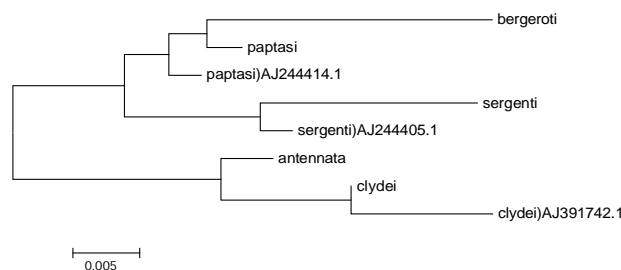 bergeroti
paptasi
paptasi)AJ244414.1
sergenti
sergenti)AJ244405.1
antennata
clydei
clydei)AJ391742.1
0.005